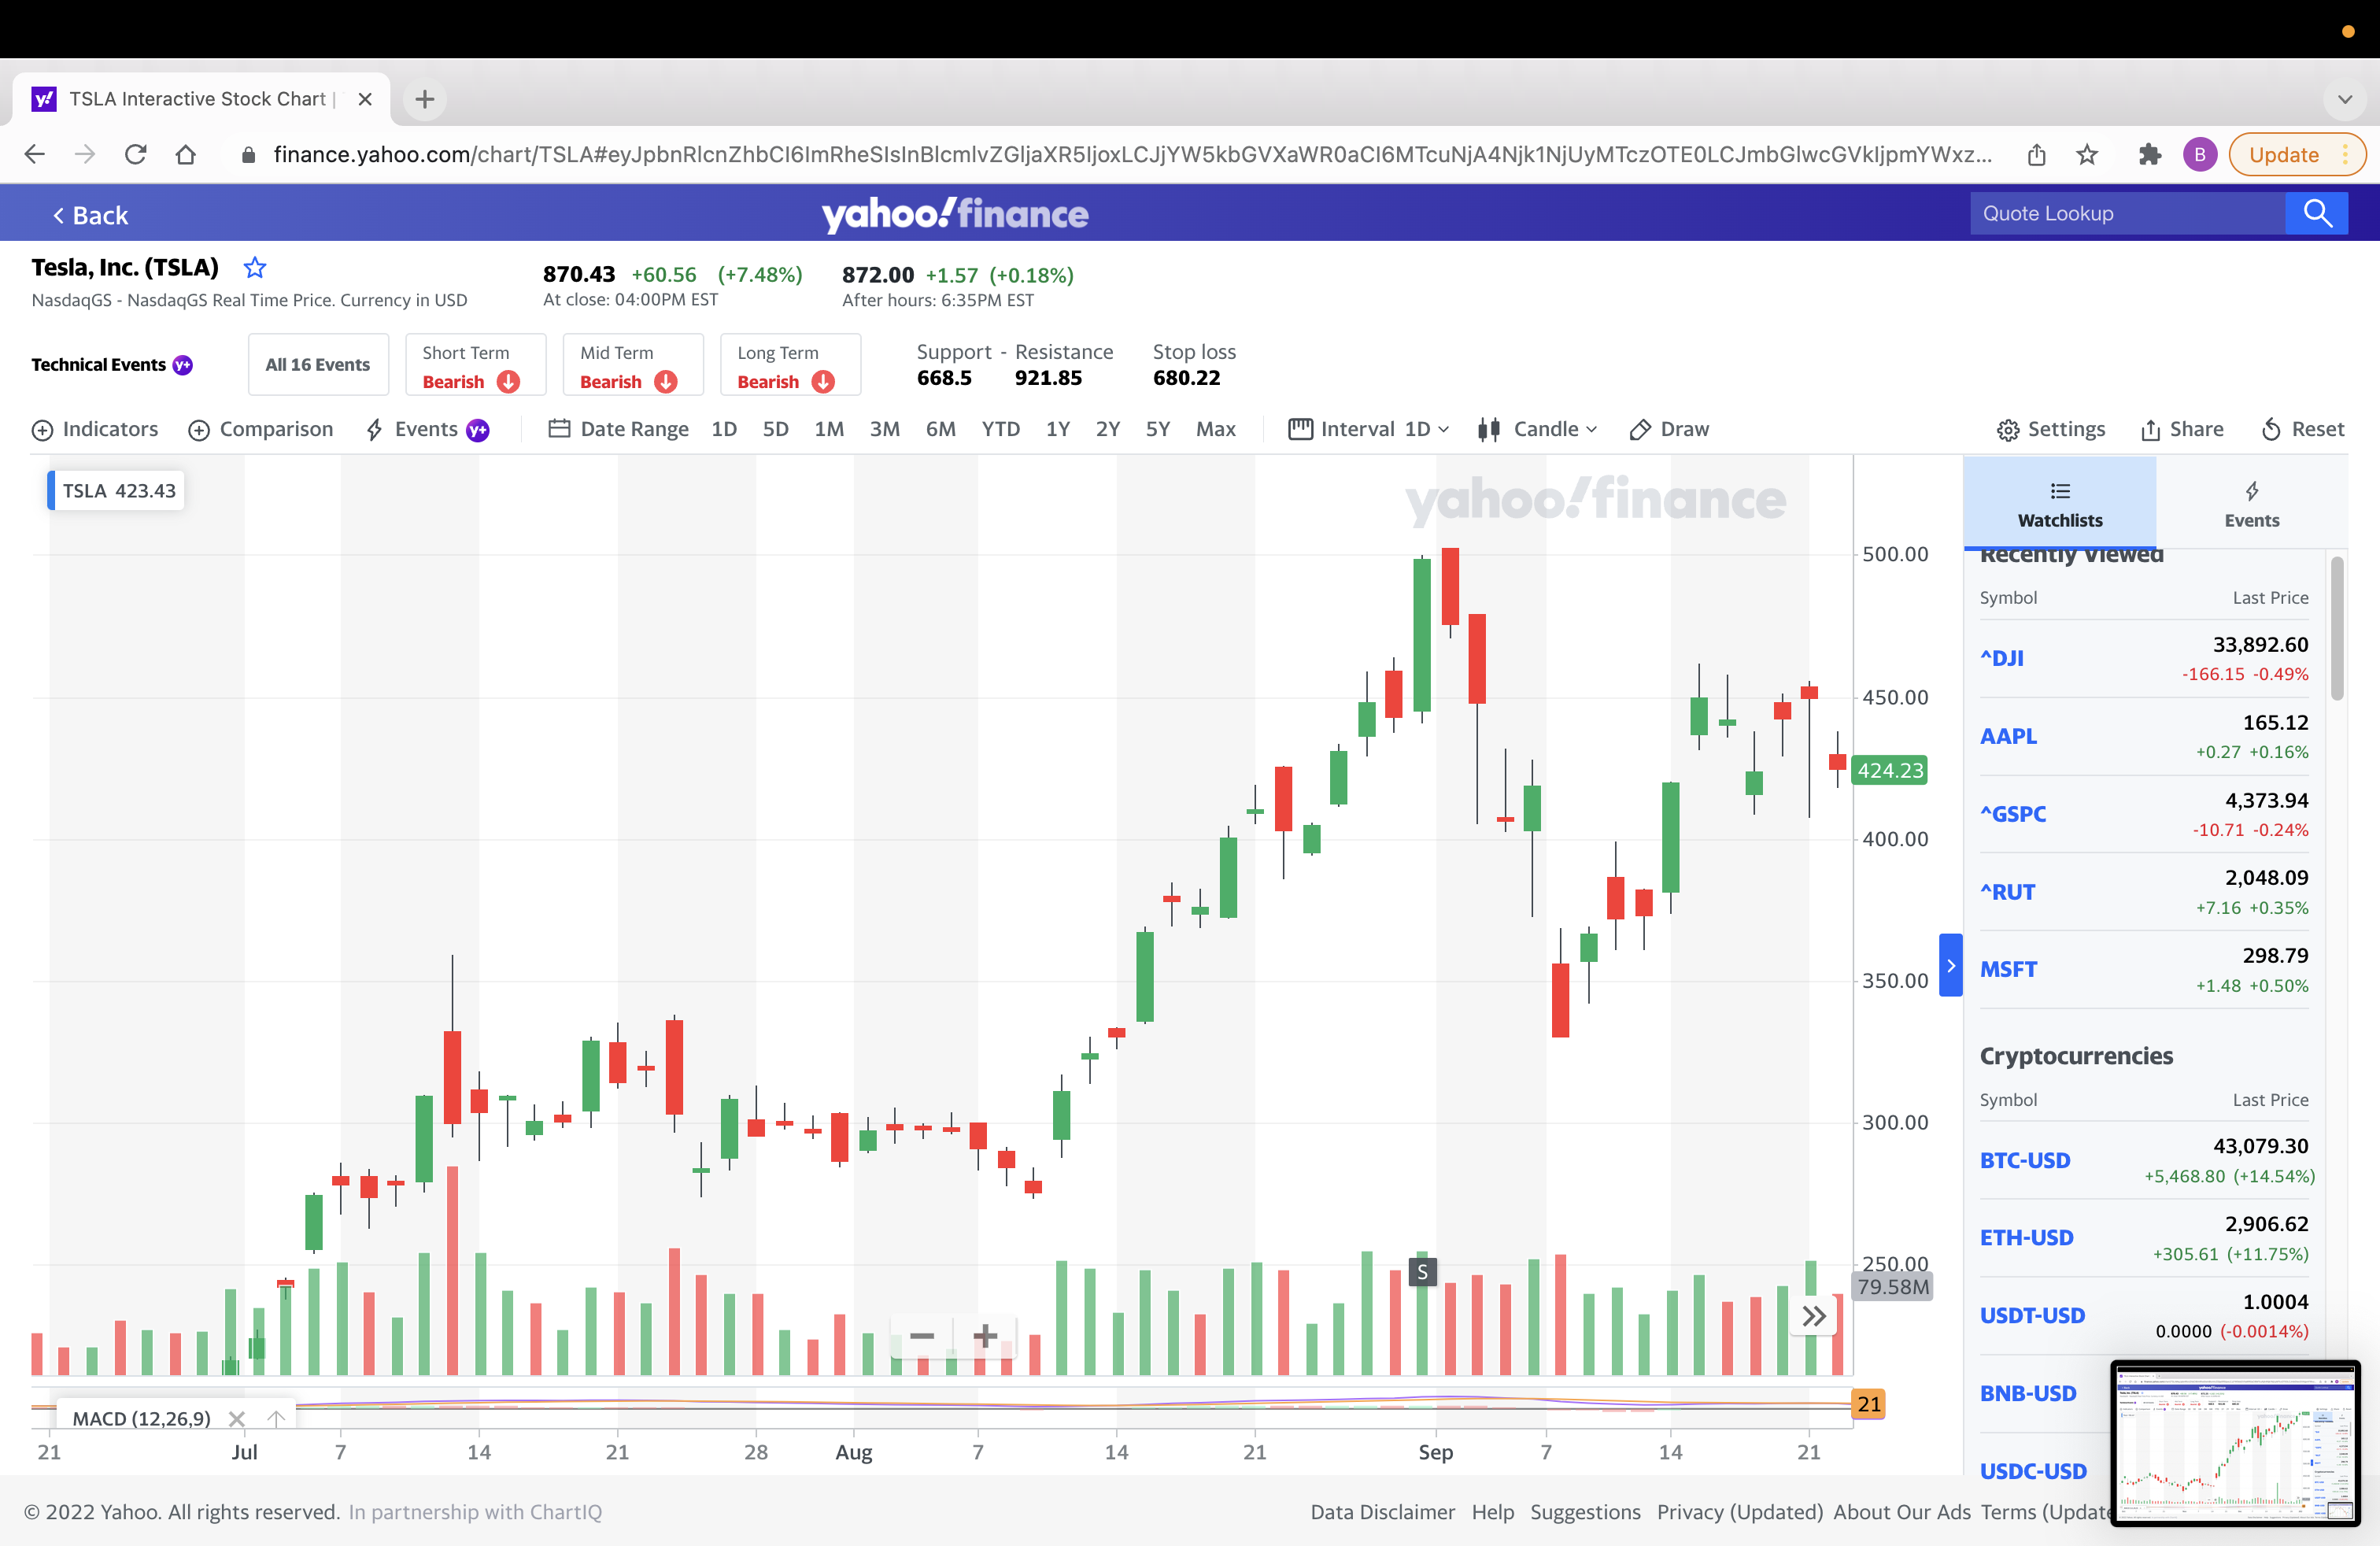 TSLA Interactive Stock Chart |
finance.yahoo.com/chart/TSLA#eyJpbnRlcnZhbCI6ImRheSIsInBlcmlvZGljaXR5IjoxLCJjYW5kbGVXaWR0aCI6MTcuNjA4Njk1NjUyMTczOTE0LCJmbGlwcGVkIjpmYWxz...
B
Update
Back
yahoo!finance
Quote Lookup
Tesla, Inc. (TSLA)
NasdaqGS - NasdaqGS Real Time Price. Currency in USD
870.43 +60.56 (+7.48%)
At close: 04:00PM EST
872.00 +1.57 (+0.18%)
After hours: 6:35PM EST
Technical Events y+
All 16 Events
Short Term
Bearish
Mid Term
Bearish
Long Term
Bearish
Support - Resistance
668.5 921.85
Stop loss
680.22
Indicators Comparison Events y+ Date Range 1D 5D 1M 3M 6M YTD 1Y 2Y 5Y Max Interval 1D Candle Draw Settings Share Reset
TSLA 423.43
yahoo!finance
500.00
450.00
424.23
400.00
350.00
300.00
250.00
79.58M
S
MACD (12,26,9)
21
21 Jul 7 14 21 28 Aug 7 14 21 Sep 7 14 21
Watchlists
Events
Recently Viewed
Symbol Last Price
^DJI 33,892.60
-166.15 -0.49%
AAPL 165.12
+0.27 +0.16%
^GSPC 4,373.94
-10.71 -0.24%
^RUT 2,048.09
+7.16 +0.35%
MSFT 298.79
+1.48 +0.50%
Cryptocurrencies
Symbol Last Price
BTC-USD 43,079.30
+5,468.80 (+14.54%)
ETH-USD 2,906.62
+305.61 (+11.75%)
USDT-USD 1.0004
0.0000 (-0.0014%)
BNB-USD
USDC-USD
© 2022 Yahoo. All rights reserved. In partnership with ChartIQ
Data Disclaimer Help Suggestions Privacy (Updated) About Our Ads Terms (Update